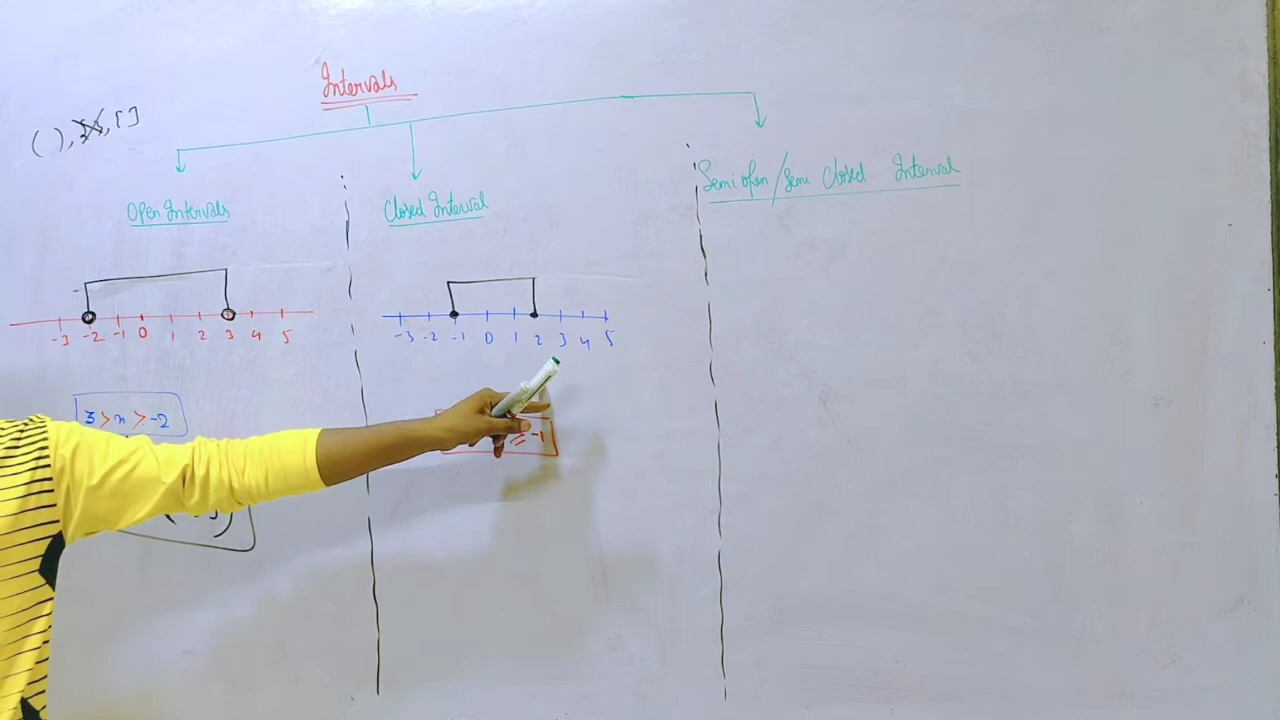 Intervals
( ), { }, [ ]
Open Intervals
Closed Interval
Semi open / Semi Closed Interval
-3 -2 -1 0 1 2 3 4 5
-3 -2 -1 0 1 2 3 4 5
3 > x > -2
≥ -1